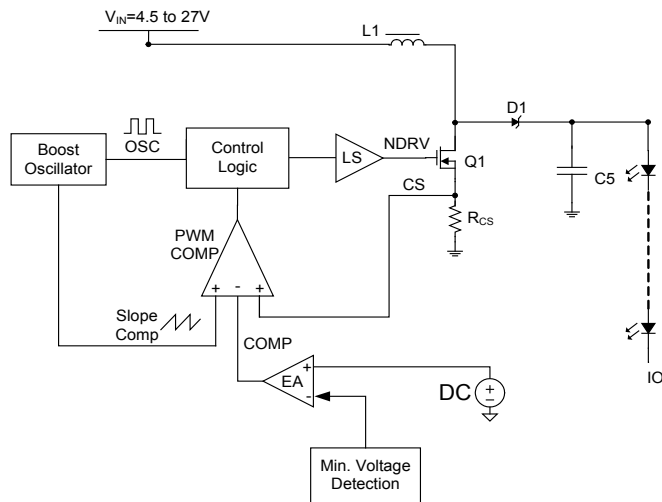 V_IN=4.5 to 27V
L1
D1
OSC
NDRV
Boost
Oscillator
Control
Logic
LS
Q1
C5
CS
R_CS
PWM
COMP
+ - +
Slope
Comp
COMP
EA
+
-
DC
+
-
IO
Min. Voltage
Detection